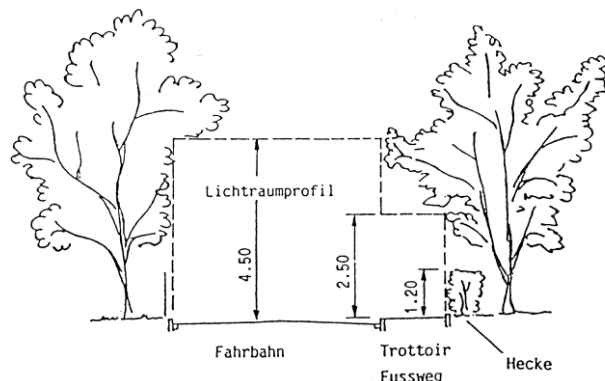 Lichtraumprofil
4.50
2.50
1.20
Fahrbahn
Trottoir
Fussweg
Hecke